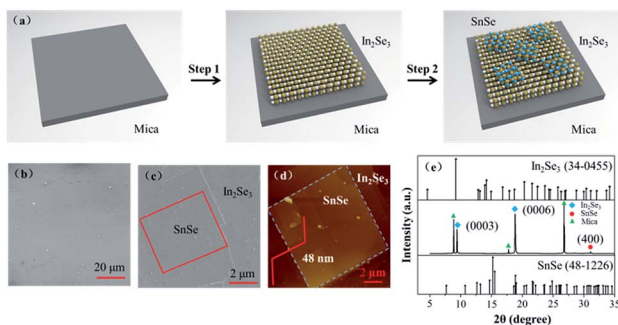 (a)
SnSe
In₂Se₃
In₂Se₃
Step 1
Step 2
Mica
Mica
Mica
(b)
20 μm
(c)
In₂Se₃
SnSe
2 μm
(d)
In₂Se₃
SnSe
48 nm
2 μm
(e)
In₂Se₃ (34-0455)
In₂Se₃
SnSe
Mica
(0003)
(0006)
(400)
SnSe (48-1226)
Intensity (a.u.)
5 10 15 20 25 30 35
2θ (degree)